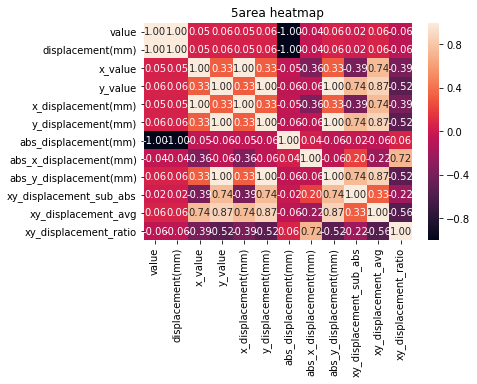 5area heatmap
value 1.00 1.00 0.05 0.06 0.05 0.06 -1.00 -0.04 0.06 0.02 0.06 -0.06
displacement(mm) 1.00 1.00 0.05 0.06 0.05 0.06 -1.00 -0.04 0.06 0.02 0.06 -0.06
x_value 0.05 0.05 1.00 0.33 1.00 0.33 -0.05 -0.36 0.33 -0.39 0.74 -0.39
y_value 0.06 0.06 0.33 1.00 0.33 1.00 -0.06 -0.06 1.00 0.74 0.87 -0.52
x_displacement(mm) 0.05 0.05 1.00 0.33 1.00 0.33 -0.05 -0.36 0.33 -0.39 0.74 -0.39
y_displacement(mm) 0.06 0.06 0.33 1.00 0.33 1.00 -0.06 -0.06 1.00 0.74 0.87 -0.52
abs_displacement(mm) -1.00 -1.00 -0.05 -0.06 -0.05 -0.06 1.00 0.04 -0.06 -0.02 -0.06 0.06
abs_x_displacement(mm) -0.04 -0.04 -0.36 -0.06 -0.36 -0.06 0.04 1.00 -0.06 0.20 -0.22 0.72
abs_y_displacement(mm) 0.06 0.06 0.33 1.00 0.33 1.00 -0.06 -0.06 1.00 0.74 0.87 -0.52
xy_displacement_sub_abs 0.02 0.02 -0.39 0.74 -0.39 0.74 -0.02 0.20 0.74 1.00 0.33 -0.22
xy_displacement_avg 0.06 0.06 0.74 0.87 0.74 0.87 -0.06 -0.22 0.87 0.33 1.00 -0.56
xy_displacement_ratio -0.06 -0.06 -0.39 -0.52 -0.39 -0.52 0.06 0.72 -0.52 -0.22 -0.56 1.00
value
displacement(mm)
x_value
y_value
x_displacement(mm)
y_displacement(mm)
abs_displacement(mm)
abs_x_displacement(mm)
abs_y_displacement(mm)
xy_displacement_sub_abs
xy_displacement_avg
xy_displacement_ratio
0.8
0.4
0.0
−0.4
−0.8